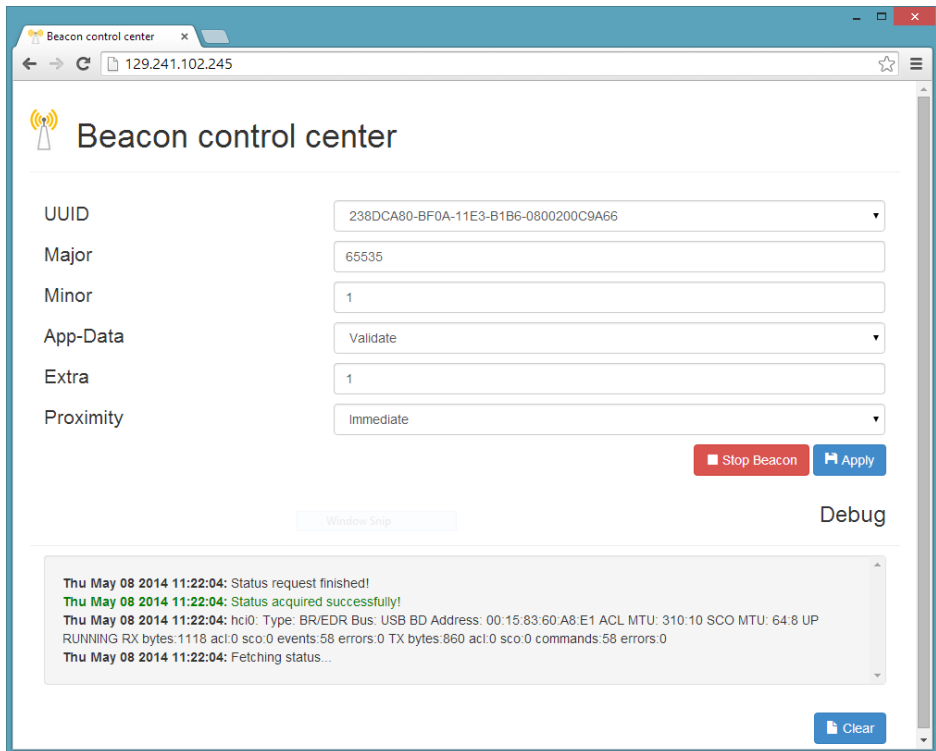 Beacon control center
129.241.102.245
Beacon control center
UUID
238DCA80-BF0A-11E3-B1B6-0800200C9A66
Major
65535
Minor
1
App-Data
Validate
Extra
1
Proximity
Immediate
Stop Beacon
Apply
Window Snip
Debug
Thu May 08 2014 11:22:04: Status request finished!
Thu May 08 2014 11:22:04: Status acquired successfully!
Thu May 08 2014 11:22:04: hci0: Type: BR/EDR Bus: USB BD Address: 00:15:83:60:A8:E1 ACL MTU: 310:10 SCO MTU: 64:8 UP
RUNNING RX bytes:1118 acl:0 sco:0 events:58 errors:0 TX bytes:860 acl:0 sco:0 commands:58 errors:0
Thu May 08 2014 11:22:04: Fetching status...
Clear